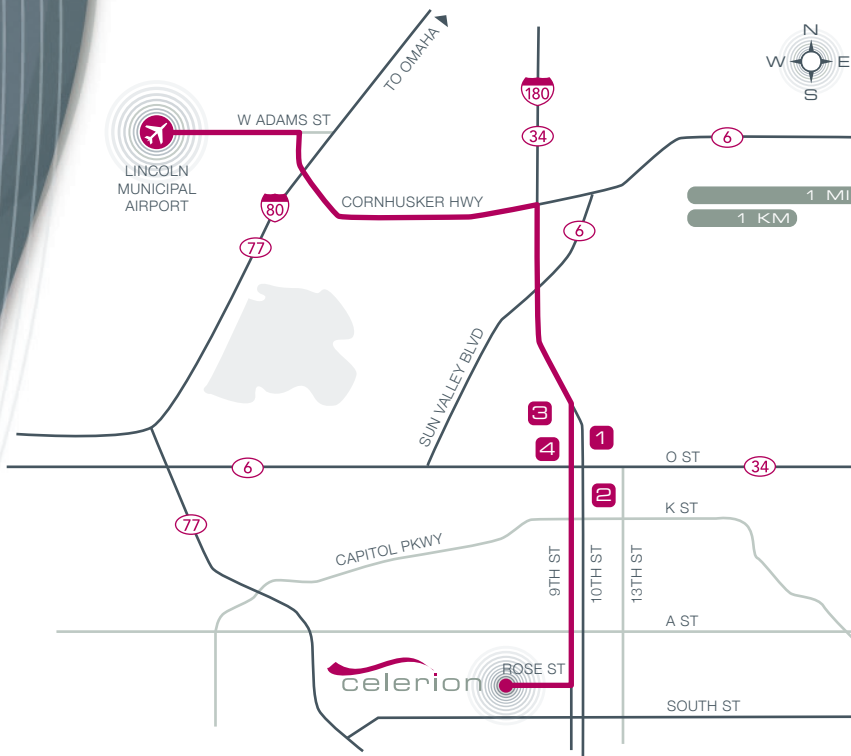 N
W E
S
TO OMAHA
180
34
W ADAMS ST
6
LINCOLN
MUNICIPAL
AIRPORT
CORNHUSKER HWY
1 MI
80
1 KM
6
77
SUN VALLEY BLVD
3
1
4
O ST
6
34
2
K ST
77
CAPITOL PKWY
9TH ST
10TH ST
13TH ST
A ST
ROSE ST
celerion
SOUTH ST